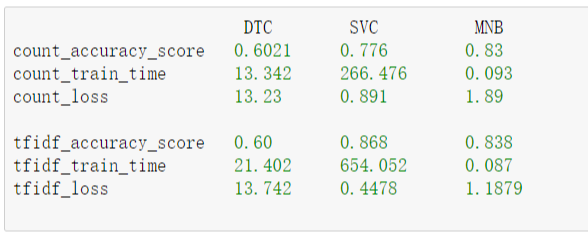 DTC SVC MNB
count_accuracy_score 0.6021 0.776 0.83
count_train_time 13.342 266.476 0.093
count_loss 13.23 0.891 1.89
tfidf_accuracy_score 0.60 0.868 0.838
tfidf_train_time 21.402 654.052 0.087
tfidf_loss 13.742 0.4478 1.1879